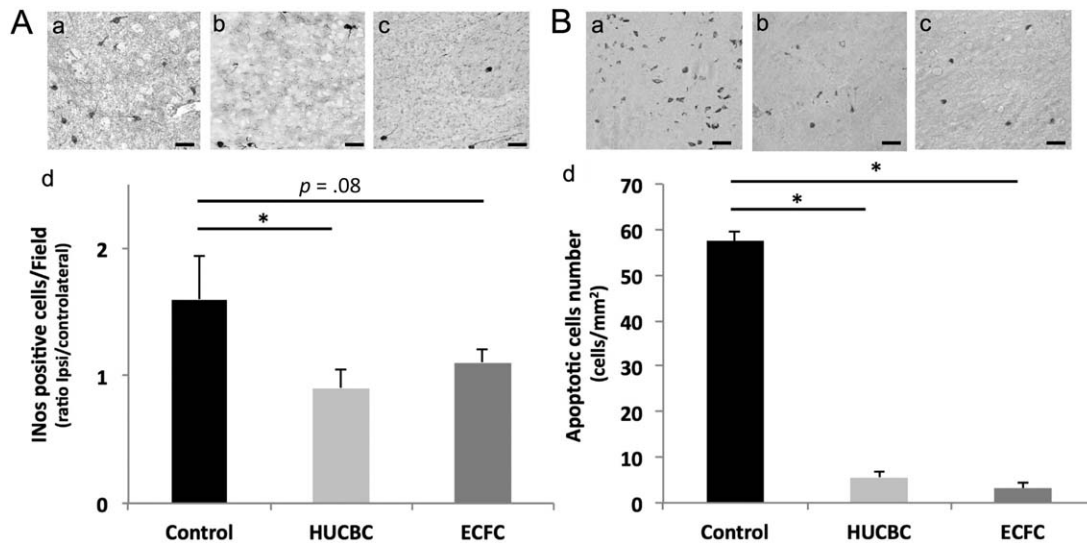 A
a
b
c
d
p = .08
*
2
1
0
INos positive cells/Field
(ratio Ipsi/controlateral)
Control
HUCBC
ECFC
B
a
b
c
d
*
*
70
60
50
40
30
20
10
0
Apoptotic cells number
(cells/mm²)
Control
HUCBC
ECFC